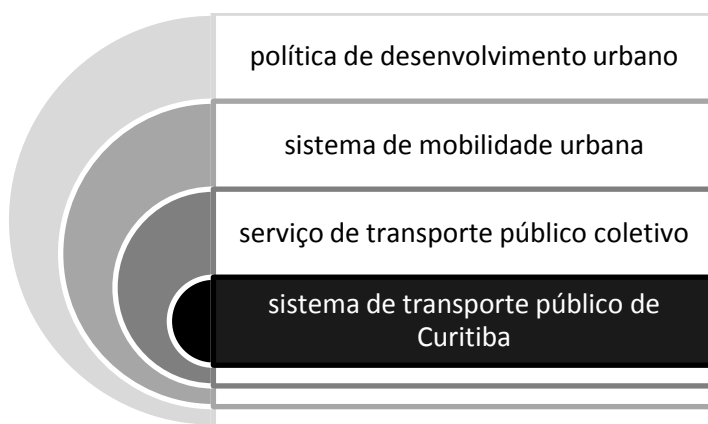 política de desenvolvimento urbano
sistema de mobilidade urbana
serviço de transporte público coletivo
sistema de transporte público de
Curitiba